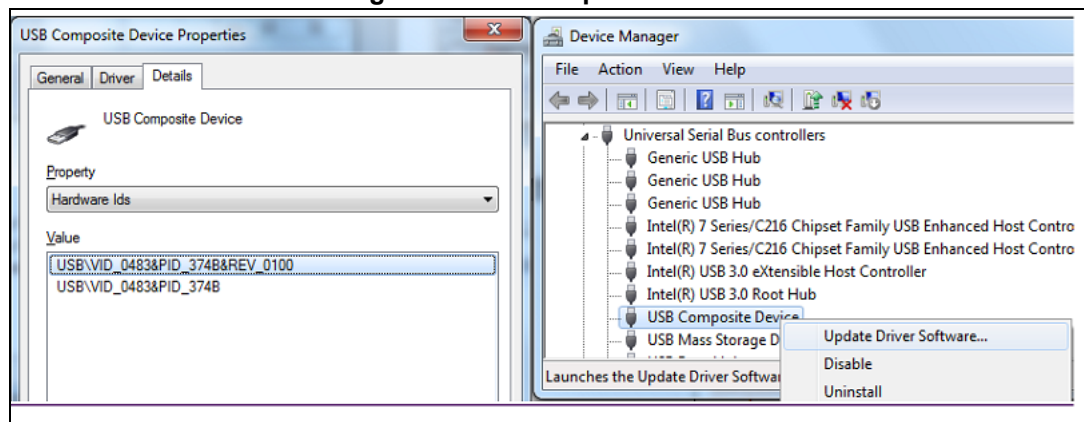 USB Composite Device Properties
General Driver Details
USB Composite Device
Property
Hardware Ids
Value
USB\VID_0483&PID_374B&REV_0100
USB\VID_0483&PID_374B
Device Manager
File Action View Help
Universal Serial Bus controllers
Generic USB Hub
Generic USB Hub
Generic USB Hub
Intel(R) 7 Series/C216 Chipset Family USB Enhanced Host Contro
Intel(R) 7 Series/C216 Chipset Family USB Enhanced Host Contro
Intel(R) USB 3.0 eXtensible Host Controller
Intel(R) USB 3.0 Root Hub
USB Composite Device
USB Mass Storage D
Launches the Update Driver Softwa
Update Driver Software...
Disable
Uninstall